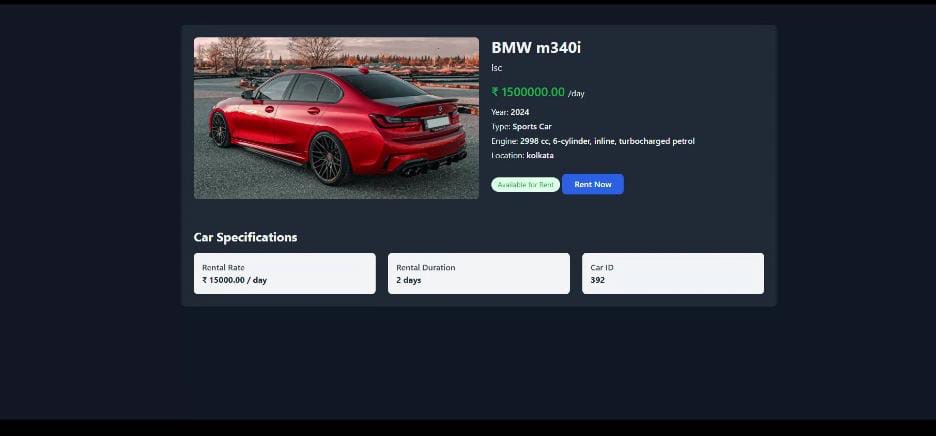 BMW m340i
lsc
₹ 1500000.00 /day
Year: 2024
Type: Sports Car
Engine: 2998 cc, 6-cylinder, inline, turbocharged petrol
Location: kolkata
Available for Rent Rent Now
Car Specifications
Rental Rate
₹ 15000.00 / day
Rental Duration
2 days
Car ID
392